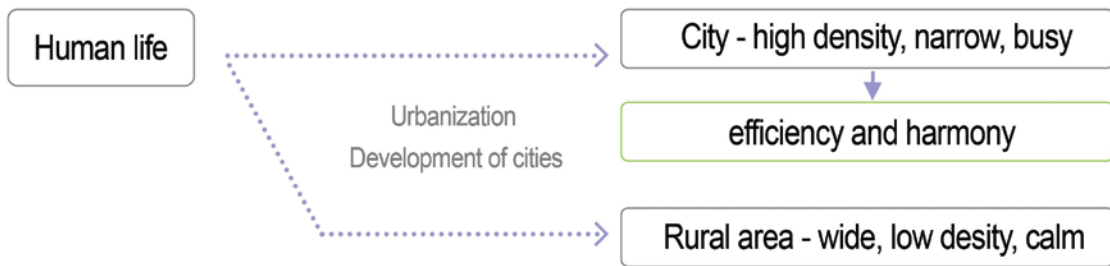 Human life
City - high density, narrow, busy
Urbanization
Development of cities
efficiency and harmony
Rural area - wide, low desity, calm